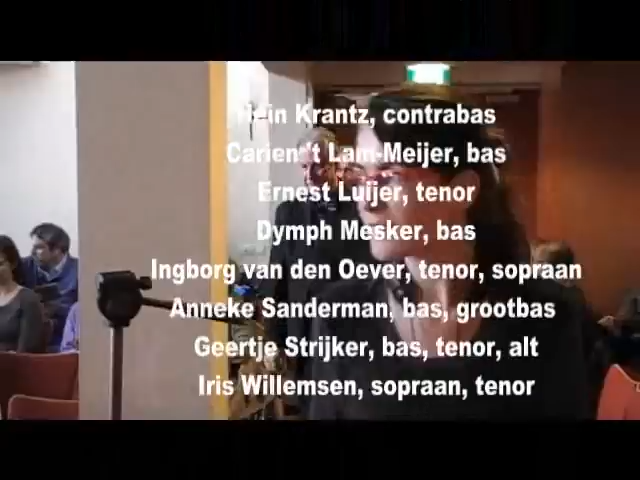 Hein Krantz, contrabas
Carien 't Lam-Meijer, bas
Ernest Luijer, tenor
Dymph Mesker, bas
Ingborg van den Oever, tenor, sopraan
Anneke Sanderman, bas, grootbas
Geertje Strijker, bas, tenor, alt
Iris Willemsen, sopraan, tenor